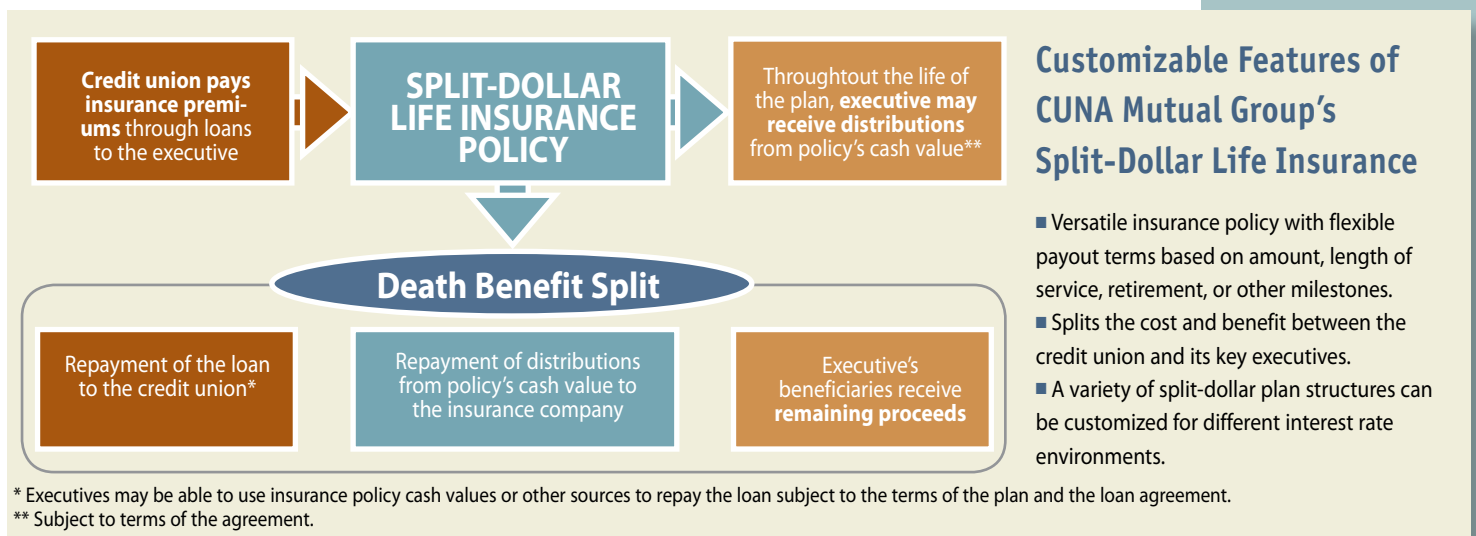 Credit union pays
insurance premi-
ums through loans
to the executive
SPLIT-DOLLAR
LIFE INSURANCE
POLICY
Throughtout the life of
the plan, executive may
receive distributions
from policy's cash value**
Death Benefit Split
Repayment of the loan
to the credit union*
Repayment of distributions
from policy's cash value to
the insurance company
Executive's
beneficiaries receive
remaining proceeds
* Executives may be able to use insurance policy cash values or other sources to repay the loan subject to the terms of the plan and the loan agreement.
** Subject to terms of the agreement.
Customizable Features of
CUNA Mutual Group's
Split-Dollar Life Insurance
■ Versatile insurance policy with flexible
payout terms based on amount, length of
service, retirement, or other milestones.
■ Splits the cost and benefit between the
credit union and its key executives.
■ A variety of split-dollar plan structures can
be customized for different interest rate
environments.